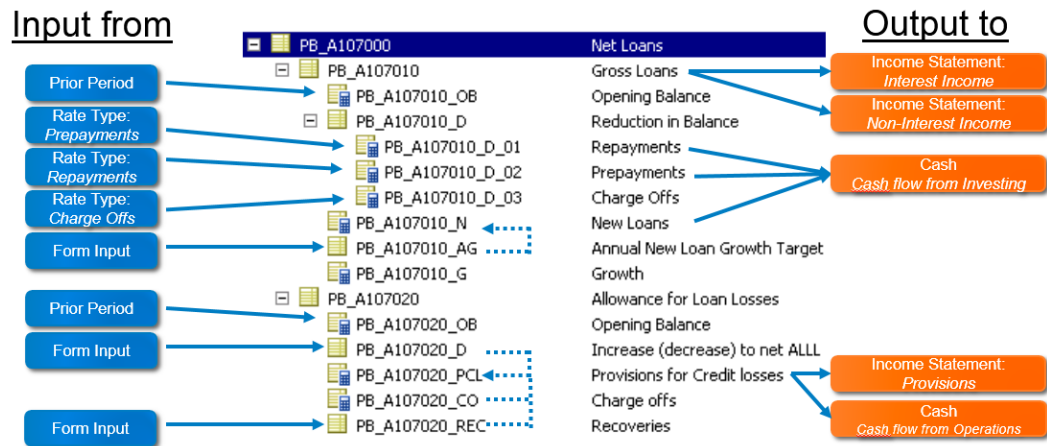 Input from
Output to
PB_A107000 Net Loans
Prior Period
PB_A107010 Gross Loans
Income Statement:
Interest Income
PB_A107010_OB Opening Balance
Income Statement:
Non-Interest Income
Rate Type:
Prepayments
PB_A107010_D Reduction in Balance
PB_A107010_D_01 Repayments
Rate Type:
Repayments
PB_A107010_D_02 Prepayments
Cash
Cash flow from Investing
Rate Type:
Charge Offs
PB_A107010_D_03 Charge Offs
PB_A107010_N New Loans
Form Input
PB_A107010_AG Annual New Loan Growth Target
PB_A107010_G Growth
Prior Period
PB_A107020 Allowance for Loan Losses
PB_A107020_OB Opening Balance
Form Input
PB_A107020_D Increase (decrease) to net ALLL
PB_A107020_PCL Provisions for Credit losses
Income Statement:
Provisions
PB_A107020_CO Charge offs
Cash
Cash flow from Operations
Form Input
PB_A107020_REC Recoveries